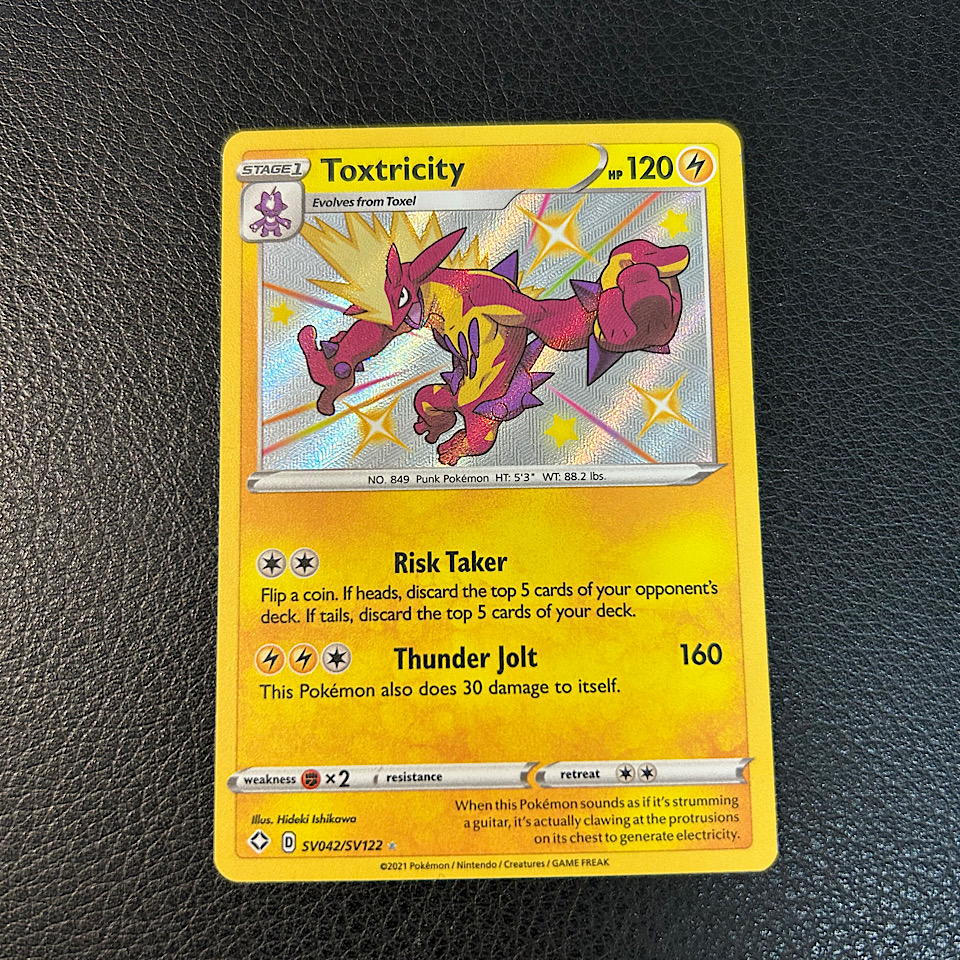 STAGE 1 Toxtricity HP 120
Evolves from Toxel
NO. 849 Punk Pokémon HT: 5'3" WT: 88.2 lbs.
Risk Taker
Flip a coin. If heads, discard the top 5 cards of your opponent's
deck. If tails, discard the top 5 cards of your deck.
Thunder Jolt 160
This Pokémon also does 30 damage to itself.
weakness ×2 resistance retreat
When this Pokémon sounds as if it's strumming
a guitar, it's actually clawing at the protrusions
on its chest to generate electricity.
Illus. Hideki Ishikawa
D SV042/SV122
©2021 Pokémon / Nintendo / Creatures / GAME FREAK